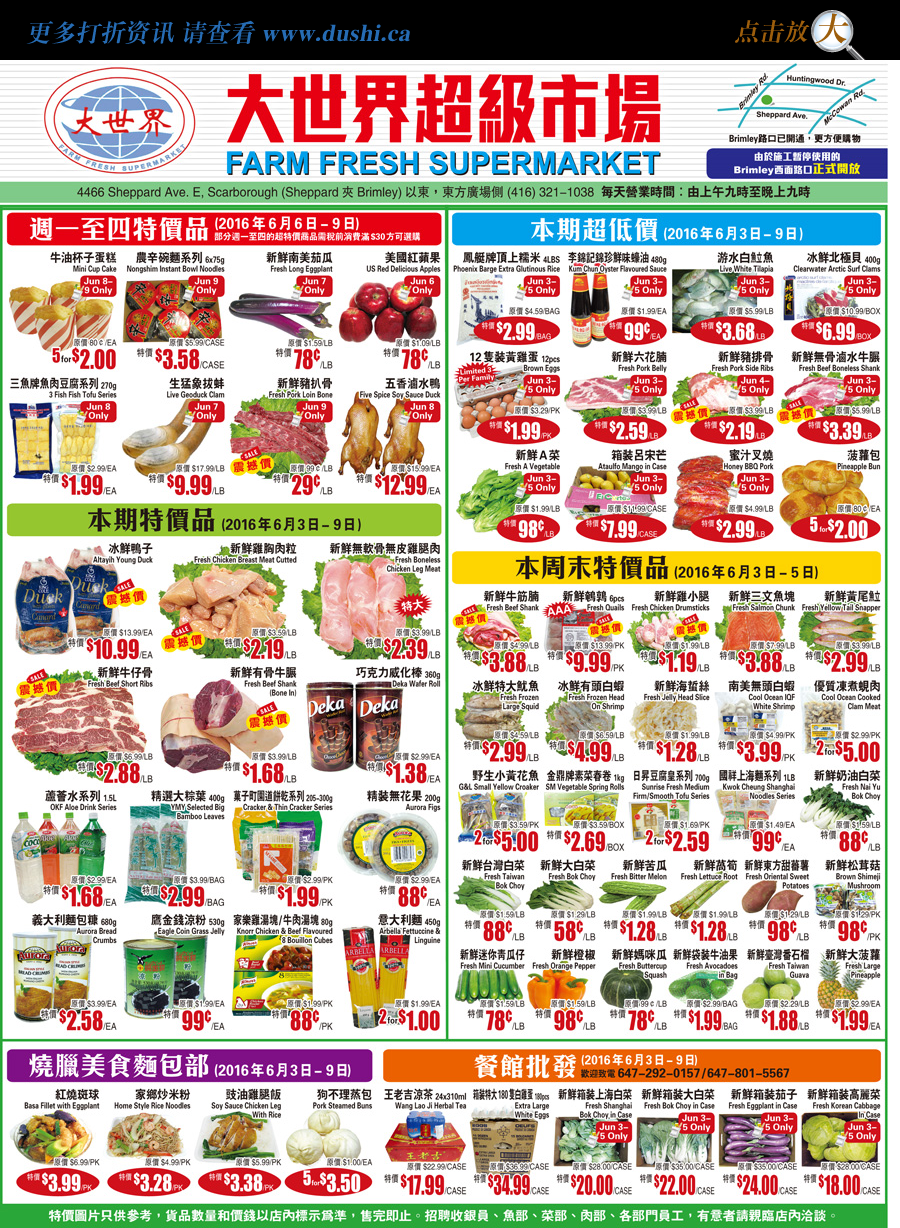 更多打折资讯 请查看 www.dushi.ca
点击放大
大世界
FARM FRESH SUPERMARKET
大世界超級市場
FARM FRESH SUPERMARKET
Brimley Rd.
Huntingwood Dr.
Sheppard Ave.
McCowan Rd.
Brimley路口已開通，更方便購物
由於施工暫停使用的
Brimley西面路口正式開放
4466 Sheppard Ave. E, Scarborough (Sheppard 夾 Brimley) 以東，東方廣場側 (416) 321-1038 每天營業時間：由上午九時至晚上九時
週一至四特價品 (2016年6月6日-9日)
部分週一至四的超特價商品需税前消費滿$30方可選購
牛油杯子蛋糕
Mini Cup Cake
Jun 8–9 Only
原價 80¢/EA
5 for $2.00
農辛碗麵系列 6x75g
Nongshim Instant Bowl Noodles
Jun 9 Only
原價 $5.99/CASE
特價 $3.58/CASE
新鮮南美茄瓜
Fresh Long Eggplant
Jun 7 Only
原價 $1.59/LB
特價 78¢/LB
美國紅蘋果
US Red Delicious Apples
Jun 6 Only
原價 $1.09/LB
特價 78¢/LB
三魚牌魚肉豆腐系列 270g
3 Fish Fish Tofu Series
Jun 8 Only
原價 $2.99/EA
特價 $1.99/EA
生猛象拔蚌
Live Geoduck Clam
Jun 7 Only
原價 $17.99/LB
特價 $9.99/LB
新鮮豬扒骨
Fresh Pork Loin Bone
Jun 9 Only
SALE 震撼價
原價 99¢/LB
特價 29¢/LB
五香滷水鴨
Five Spice Soy Sauce Duck
Jun 8 Only
原價 $15.99/EA
特價 $12.99/EA
本期特價品 (2016年6月3日-9日)
冰鮮鴨子
Altayih Young Duck
SALE 震撼價
原價 $13.99/EA
特價 $10.99/EA
新鮮雞胸肉粒
Fresh Chicken Breast Meat Cutted
SALE 震撼價
原價 $3.59/LB
特價 $2.19/LB
新鮮無軟骨無皮雞腿肉
Fresh Boneless
Chicken Leg Meat
特大
原價 $3.99/LB
特價 $2.39/LB
新鮮牛仔骨
Fresh Beef Short Ribs
SALE 震撼價
原價 $6.99/LB
特價 $2.88/LB
新鮮有骨牛𦟌
Fresh Beef Shank
(Bone In)
SALE 震撼價
原價 $3.99/LB
特價 $1.68/LB
巧克力威化棒 360g
Deka Wafer Roll
原價 $2.99/EA
特價 $1.38/EA
蘆薈水系列 1.5L
OKF Aloe Drink Series
原價 $2.99/EA
特價 $1.68/EA
精選大粽葉 400g
YMY Selected Big
Bamboo Leaves
原價 $3.99/BAG
特價 $2.99/BAG
菓子町園道餅乾系列 205-300g
Cracker & Thin Cracker Series
原價 $2.99/PK
特價 $1.99/PK
精裝無花果 200g
Aurora Figs
原價 $2.99/EA
特價 88¢/EA
義大利麵包糠 680g
Aurora Bread
Crumbs
原價 $3.99/EA
特價 $2.58/EA
鷹金錢涼粉 530g
Eagle Coin Grass Jelly
原價 $1.99/EA
特價 99¢/EA
家樂雞湯塊/牛肉湯塊 80g
Knorr Chicken & Beef Flavoured
8 Bouillon Cubes
原價 $1.99/PK
特價 88¢/PK
意大利麵 450g
Arbella Fettuccine &
Linguine
原價 $1.99/EA
特價 2 for $1.00
本期超低價 (2016年6月3日-9日)
鳳艇牌頂上糯米 4LBS
Phoenix Barge Extra Glutinous Rice
Jun 3–5 Only
原價 $4.59/BAG
特價 $2.99/BAG
李錦記錦珍鮮味蠔油 480g
Kum Chun Oyster Flavoured Sauce
Jun 3–5 Only
原價 $1.99/EA
特價 99¢/EA
游水白魚
Live White Tilapia
Jun 3–5 Only
原價 $5.99/LB
特價 $3.68/LB
冰鮮北極貝 400g
Clearwater Arctic Surf Clams
Jun 3–5 Only
原價 $10.99/BOX
特價 $6.99/BOX
12隻裝黃雞蛋 12pcs
Brown Eggs
Limited 3 Per Family
原價 $3.29/PK
特價 $1.99/PK
新鮮六花腩
Fresh Pork Belly
Jun 3–5 Only
原價 $3.99/LB
特價 $2.59/LB
新鮮豬排骨
Fresh Pork Side Ribs
Jun 4–5 Only
SALE 震撼價
原價 $3.99/LB
特價 $2.19/LB
新鮮無骨滷水牛𦟌
Fresh Beef Boneless Shank
Jun 3–5 Only
SALE 震撼價
原價 $5.99/LB
特價 $3.39/LB
新鮮A菜
Fresh A Vegetable
Jun 3–5 Only
原價 $1.99/LB
特價 98¢/LB
箱裝呂宋芒
Ataulfo Mango in Case
Jun 3–5 Only
原價 $11.99/CASE
特價 $7.99/CASE
蜜汁叉燒
Honey BBQ Pork
Jun 3–5 Only
原價 $4.99/LB
特價 $2.99/LB
菠蘿包
Pineapple Bun
原價 80¢/EA
5 for $2.00
本周末特價品 (2016年6月3日-5日)
新鮮牛筋腩
Fresh Beef Shank
SALE 震撼價
原價 $4.99/LB
特價 $3.88/LB
新鮮鵪鶉 6pcs
Fresh Quails
AAA
SALE 震撼價
原價 $13.99/PK
特價 $9.99/PK
新鮮雞小腿
Fresh Chicken Drumsticks
SALE 震撼價
原價 $1.99/LB
特價 $1.19/LB
新鮮三文魚塊
Fresh Salmon Chunk
原價 $7.99/LB
特價 $3.88/LB
新鮮黃尾魚
Fresh Yellow Tail Snapper
原價 $3.99/LB
特價 $2.99/LB
冰鮮特大魷魚
Fresh Frozen
Large Squid
原價 $4.59/LB
特價 $2.99/LB
冰鮮有頭白蝦
Fresh Frozen Head
On Shrimp
原價 $6.59/LB
特價 $4.99/LB
新鮮海蜇絲
Fresh Jelly Head Slice
原價 $1.99/LB
特價 $1.28/LB
南美無頭白蝦
Cool Ocean IQF
White Shrimp
原價 $4.99/PK
特價 $3.99/PK
優質凍煮蜆肉
Cool Ocean Cooked
Clam Meat
原價 $2.99/PK
特價 2 for $5.00
野生小黃花魚
G&L Small Yellow Croaker
原價 $3.59/PK
特價 2 for $5.00
金鼎牌素菜春卷 1kg
SM Vegetable Spring Rolls
原價 $3.59/BOX
特價 $2.69/BOX
日昇豆腐皇系列 700g
Sunrise Fresh Medium
Firm/Smooth Tofu Series
原價 $1.69/PK
特價 2 for $2.59
國祥上海麵系列 1LB
Kwok Cheung Shanghai
Noodles Series
原價 $1.49/EA
特價 99¢/EA
新鮮奶油白菜
Fresh Nai Yu
Bok Choy
原價 $1.59/LB
特價 88¢/LB
新鮮台灣白菜
Fresh Taiwan
Bok Choy
原價 $1.59/LB
特價 88¢/LB
新鮮大白菜
Fresh Bok Choy
原價 $1.29/LB
特價 58¢/LB
新鮮苦瓜
Fresh Bitter Melon
原價 $1.99/LB
特價 $1.28/LB
新鮮萵筍
Fresh Lettuce Root
原價 $1.99/LB
特價 $1.28/LB
新鮮東方甜蕃薯
Fresh Oriental Sweet
Potatoes
原價 $1.29/LB
特價 98¢/LB
新鮮松茸菇
Brown Shimeji
Mushroom
原價 $1.29/PK
特價 98¢/PK
新鮮迷你青瓜仔
Fresh Mini Cucumber
原價 $1.59/LB
特價 78¢/LB
新鮮橙椒
Fresh Orange Pepper
原價 $1.59/LB
特價 98¢/LB
新鮮媽咪瓜
Fresh Buttercup
Squash
原價 99¢/LB
特價 78¢/LB
新鮮袋裝牛油果
Fresh Avocadoes
in Bag
原價 $2.99/BAG
特價 $1.99/BAG
新鮮臺灣番石榴
Fresh Taiwan
Guava
原價 $2.29/LB
特價 $1.88/LB
新鮮大菠蘿
Fresh Large
Pineapple
原價 $2.99/EA
特價 $1.99/EA
燒臘美食麵包部 (2016年6月3日-9日)
紅燒斑球
Basa Fillet with Eggplant
原價 $6.99/PK
特價 $3.99/PK
家鄉炒米粉
Home Style Rice Noodles
原價 $4.99/PK
特價 $3.28/PK
豉油雞腿飯
Soy Sauce Chicken Leg
With Rice
原價 $5.99/PK
特價 $3.38/PK
狗不理蒸包
Pork Steamed Buns
原價 $1.00/EA
5 for $3.50
餐館批發 (2016年6月3日-9日)
歡迎致電 647-292-0157/647-801-5567
王老吉涼茶 24x310ml
Wang Lao Ji Herbal Tea
原價 $22.99/CASE
特價 $17.99/CASE
箱裝特大180隻白雞蛋 180pcs
Extra Large
White Eggs
原價 $36.99/CASE
特價 $34.99/CASE
新鮮箱裝上海白菜
Fresh Shanghai
Bok Choy in Case
Jun 3–5 Only
原價 $28.00/CASE
特價 $20.00/CASE
新鮮箱裝大白菜
Fresh Bok Choy in Case
Jun 3–5 Only
原價 $35.00/CASE
特價 $22.00/CASE
新鮮箱裝茄子
Fresh Eggplant in Case
Jun 3–5 Only
原價 $35.00/CASE
特價 $24.00/CASE
新鮮箱裝高麗菜
Fresh Korean Cabbage
in Case
Jun 3–5 Only
原價 $28.00/CASE
特價 $18.00/CASE
特價圖片只供參考，貨品數量和價錢以店內標示爲準，售完即止。招聘收銀員、魚部、菜部、肉部、各部門員工，有意者請親臨店內洽談。